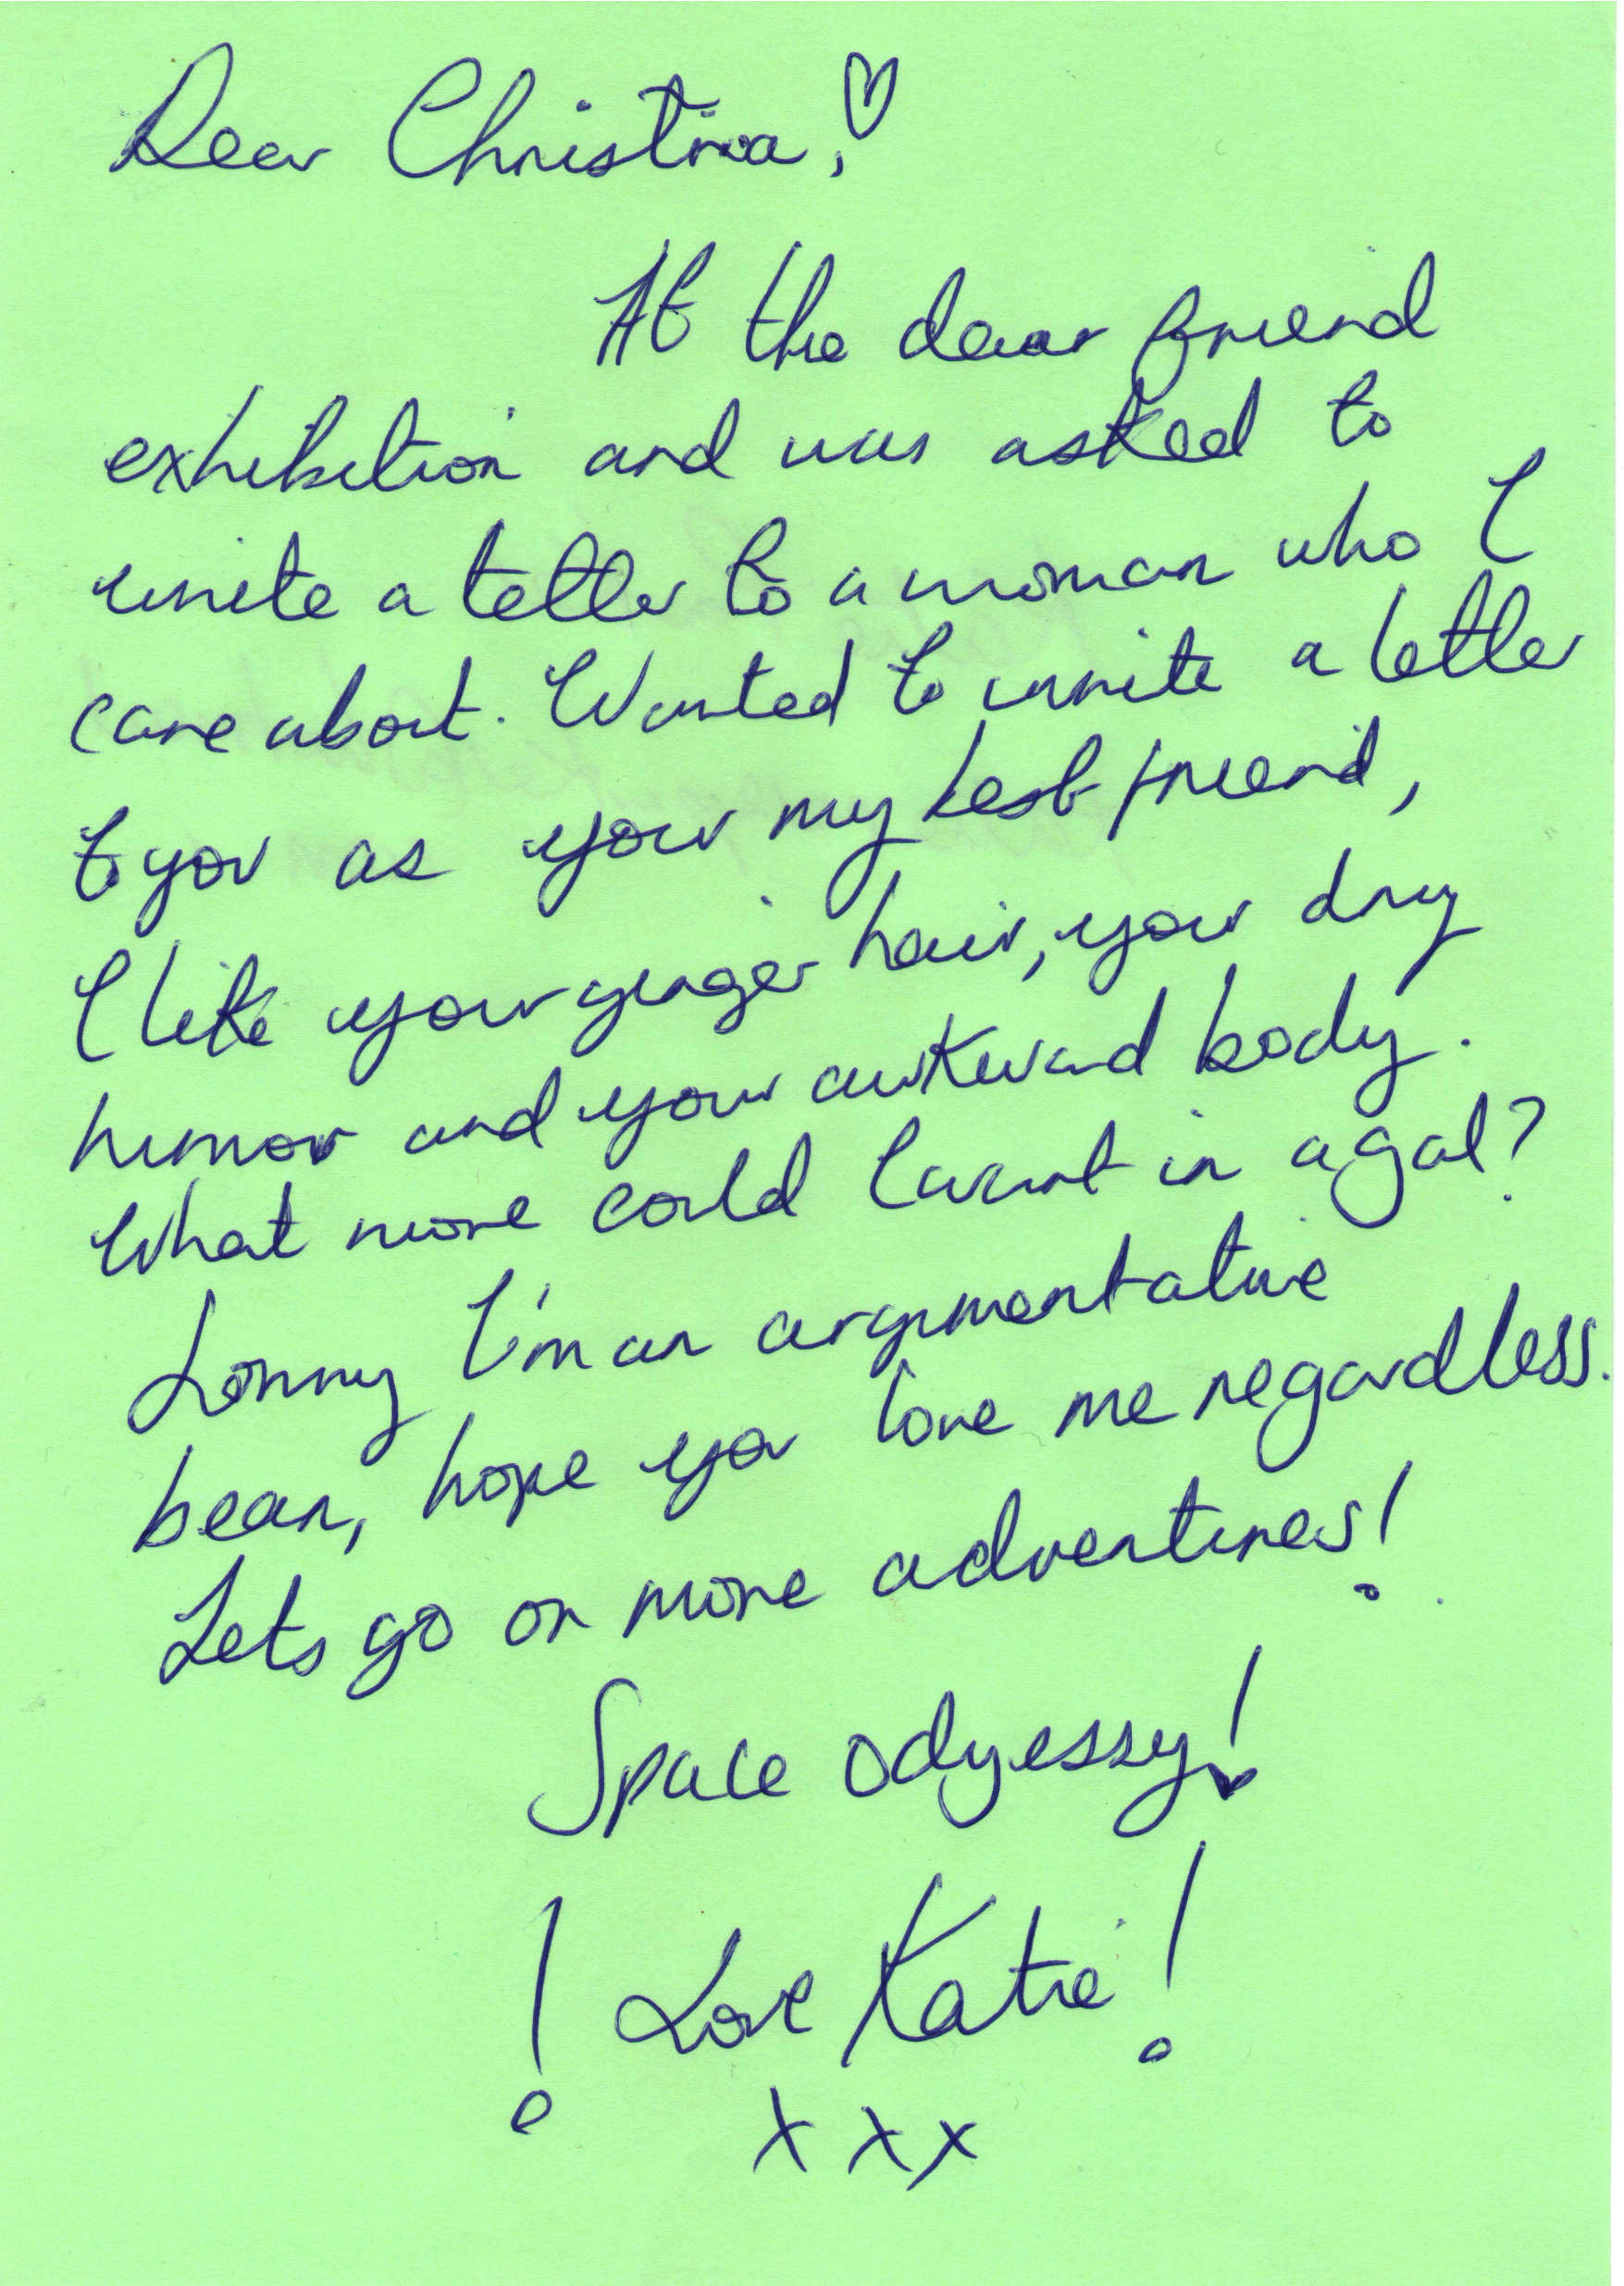 Dear Christina, ♡
At the dear friend
exhibition and was asked to
write a letter to a woman who I
care about. Wanted to write a letter
to you as your my best friend,
I like your ginger hair, your dry
humor and your awkward body.
What more could I want in a gal?
Sorry I'm an argumentative
bean, hope you love me regardless.
Lets go on more adventures!
Space odyessy!
! Love Katie!
x x x